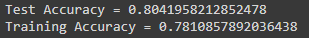 Test Accuracy = 0.8041958212852478
Training Accuracy = 0.7810857892036438